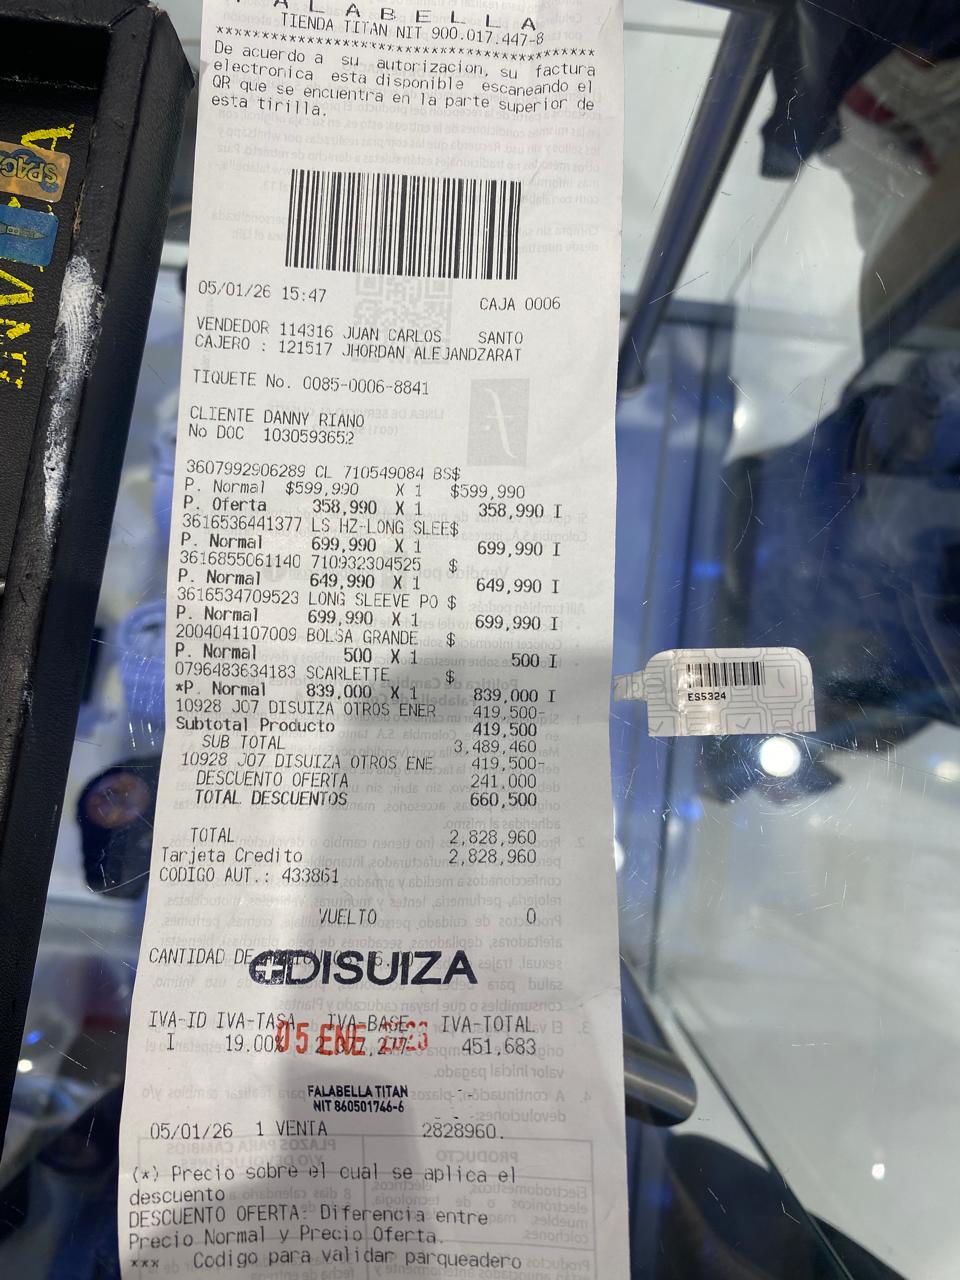 FALABELLA
TIENDA TITAN NIT 900.017.447-8
****************************************
De acuerdo a su autorizacion, su factura
electronica esta disponible escaneando el
QR que se encuentra en la parte superior de
esta tirilla.
05/01/26 15:47 CAJA 0006
VENDEDOR 114316 JUAN CARLOS SANTO
CAJERO : 121517 JHORDAN ALEJANDZARAT
TIQUETE No. 0085-0006-8841
CLIENTE DANNY RIANO
No DOC 1030593652
3607992906289 CL 710549084 BS$
P. Normal $599,990 X 1 $599,990
P. Oferta 358,990 X 1 358,990 I
3616536441377 LS HZ-LONG SLEE$
P. Normal 699,990 X 1 699,990 I
3616855061140 710932304525 $
P. Normal 649,990 X 1 649,990 I
3616534709523 LONG SLEEVE PO $
P. Normal 699,990 X 1 699,990 I
2004041107009 BOLSA GRANDE $
P. Normal 500 X 1 500 I
0796483634183 SCARLETTE $
*P. Normal 839,000 X 1 839,000 I
10928 J07 DISUIZA OTROS ENER 419,500-
Subtotal Producto 419,500
SUB TOTAL 3,489,460
10928 J07 DISUIZA OTROS ENE 419,500-
DESCUENTO OFERTA 241,000
TOTAL DESCUENTOS 660,500
TOTAL 2,828,960
Tarjeta Credito 2,828,960
CODIGO AUT.: 433861
VUELTO 0
CANTIDAD DE
DISUIZA
IVA-ID IVA-TASA IVA-BASE IVA-TOTAL
I 19.00% 451,683
05 ENE 2026
FALABELLA TITAN
NIT 860501746-6
05/01/26 1 VENTA 2828960.
(*) Precio sobre el cual se aplica el
descuento
DESCUENTO OFERTA: Diferencia entre
Precio Normal y Precio Oferta.
*** Codigo para validar parqueadero
ES5324